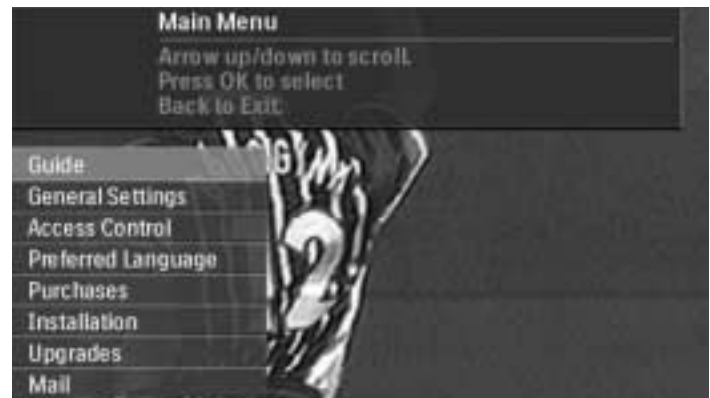 Main Menu
Arrow up/down to scroll.
Press OK to select
Back to Exit.
G
2
Guide
General Settings
Access Control
Preferred Language
Purchases
Installation
Upgrades
Mail